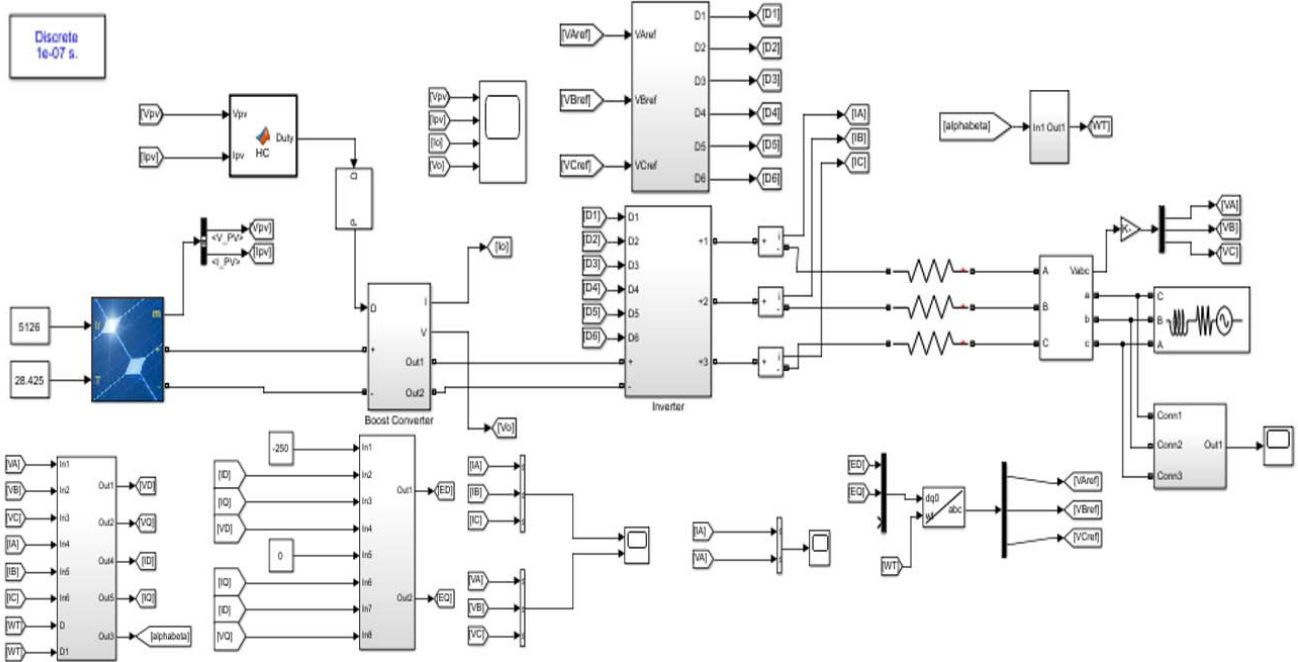 Discrete
1e-07 s.
[Vpv]
[Ipv]
Vpv
Ipv
Duty
HC
D
P
[Vpv]
[Ipv]
[Io]
[Vo]
[VAref]
[VBref]
[VCref]
VAref
VBref
VCref
D1
D2
D3
D4
D5
D6
[D1]
[D2]
[D3]
[D4]
[D5]
[D6]
[IA]
[IB]
[IC]
[alphabeta]
In1 Out1
[WT]
<V_PV>
<I_PV>
[Vpv]
[Ipv]
5126
28.425
m
T
+
-
D
+
-
i
V
Out1
Out2
Boost Converter
[Io]
[Vo]
[D1]
[D2]
[D3]
[D4]
[D5]
[D6]
D1
D2
D3
D4
D5
D6
+
-
+1
+2
+3
Inverter
+ i -
+ i -
+ i -
A
B
C
Vabc
a
b
c
K-
[VA]
[VB]
[VC]
C
B
A
Conn1
Conn2
Conn3
Out1
[VA]
[VB]
[VC]
[IA]
[IB]
[IC]
[WT]
[WT]
In1
In2
In3
In4
In5
In6
D
D1
Out1
Out2
Out4
Out5
Out3
[VD]
[VQ]
[ID]
[IQ]
[alphabeta]
-250
[ID]
[IQ]
[VD]
0
[IQ]
[ID]
[VQ]
In1
In2
In3
In4
In5
In6
In7
In8
Out1
Out2
[ED]
[EQ]
[IA]
[IB]
[IC]
[VA]
[VB]
[VC]
[IA]
[VA]
[ED]
[EQ]
[WT]
dq0
wt
abc
[VAref]
[VBref]
[VCref]